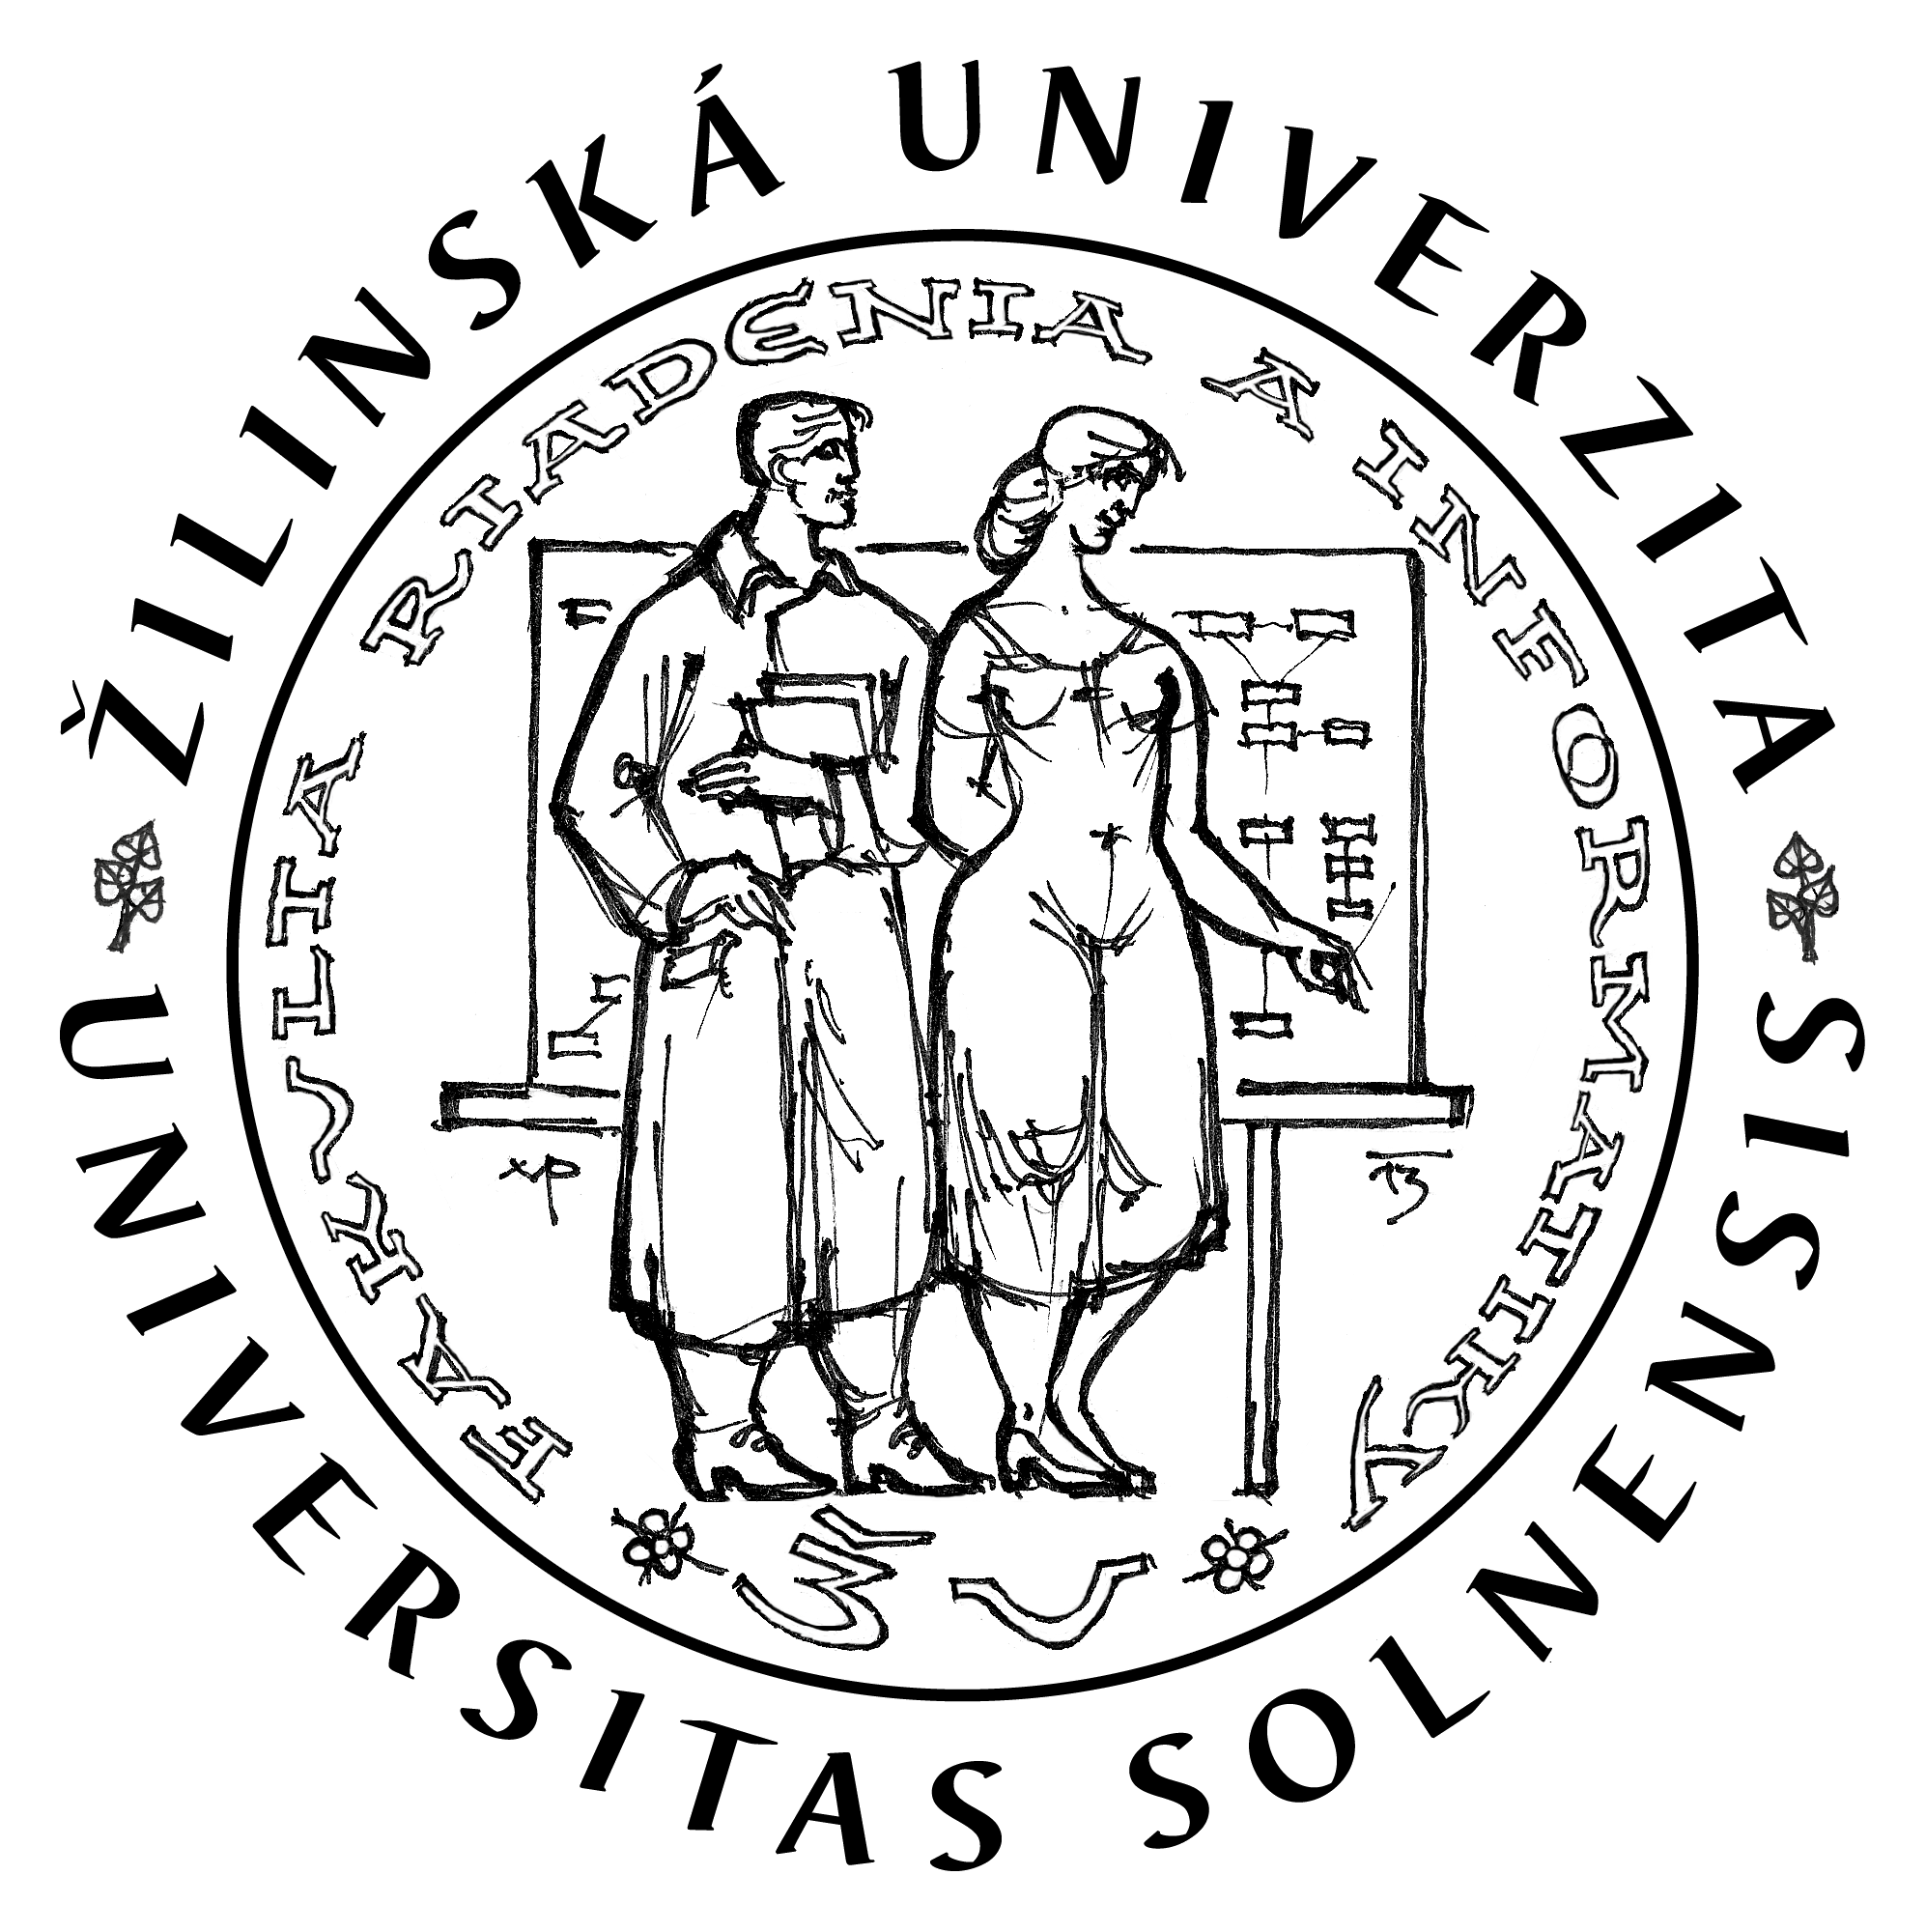 ŽILINSKÁ UNIVERZITA
UNIVERSITAS SOLNENSIS
FAKULTA RIADENIA A INFORMATIKY